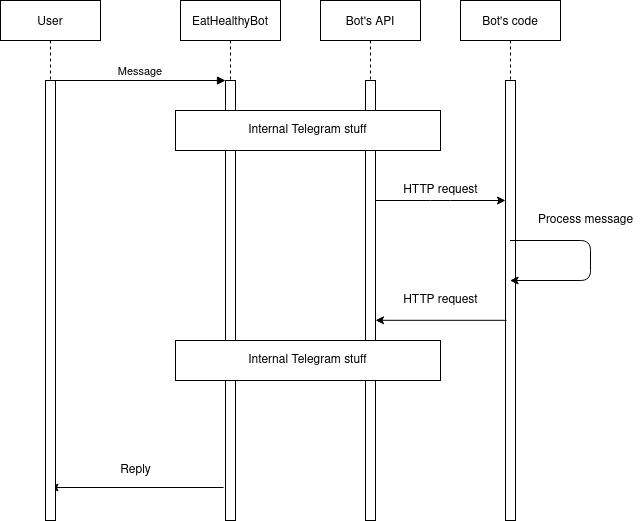 User
EatHealthyBot
Bot's API
Bot's code
Message
Internal Telegram stuff
HTTP request
Process message
HTTP request
Internal Telegram stuff
Reply